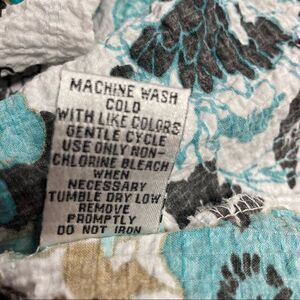 MACHINE WASH
COLD
WITH LIKE COLORS
GENTLE CYCLE
USE ONLY NON-
CHLORINE BLEACH
WHEN
NECESSARY
TUMBLE DRY LOW
REMOVE
PROMPTLY
DO NOT IRON